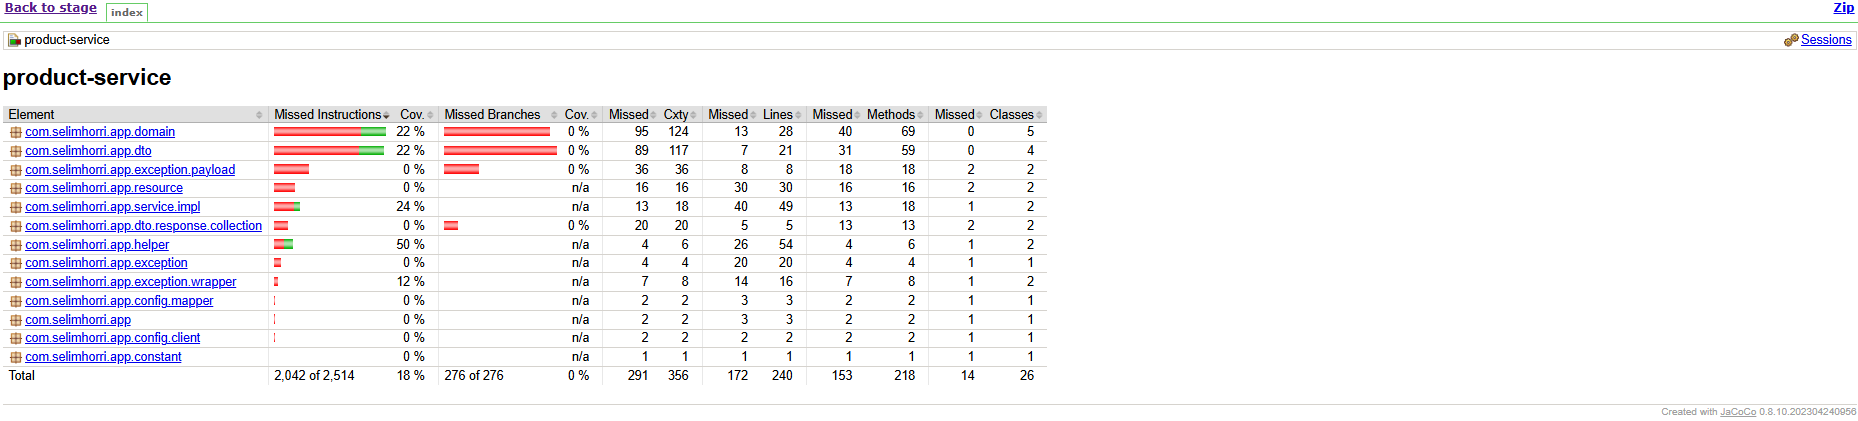 Back to stage index Zip
product-service Sessions
product-service
Element Missed Instructions Cov. Missed Branches Cov. Missed Cxty Missed Lines Missed Methods Missed Classes
com.selimhorri.app.domain 22 % 0 % 95 124 13 28 40 69 0 5
com.selimhorri.app.dto 22 % 0 % 89 117 7 21 31 59 0 4
com.selimhorri.app.exception.payload 0 % 0 % 36 36 8 8 18 18 2 2
com.selimhorri.app.resource 0 % n/a 16 16 30 30 16 16 2 2
com.selimhorri.app.service.impl 24 % n/a 13 18 40 49 13 18 1 2
com.selimhorri.app.dto.response.collection 0 % 0 % 20 20 5 5 13 13 2 2
com.selimhorri.app.helper 50 % n/a 4 6 26 54 4 6 1 2
com.selimhorri.app.exception 0 % n/a 4 4 20 20 4 4 1 1
com.selimhorri.app.exception.wrapper 12 % n/a 7 8 14 16 7 8 1 2
com.selimhorri.app.config.mapper 0 % n/a 2 2 3 3 2 2 1 1
com.selimhorri.app 0 % n/a 2 2 3 3 2 2 1 1
com.selimhorri.app.config.client 0 % n/a 2 2 2 2 2 2 1 1
com.selimhorri.app.constant 0 % n/a 1 1 1 1 1 1 1 1
Total 2,042 of 2,514 18 % 276 of 276 0 % 291 356 172 240 153 218 14 26
Created with JaCoCo 0.8.10.202304240956